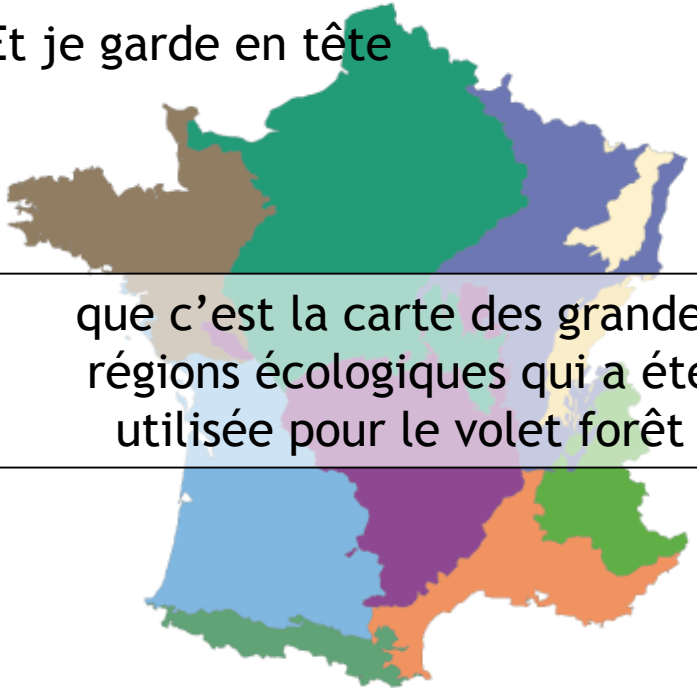 Et je garde en tête
que c’est la carte des grande
régions écologiques qui a été
utilisée pour le volet forêt